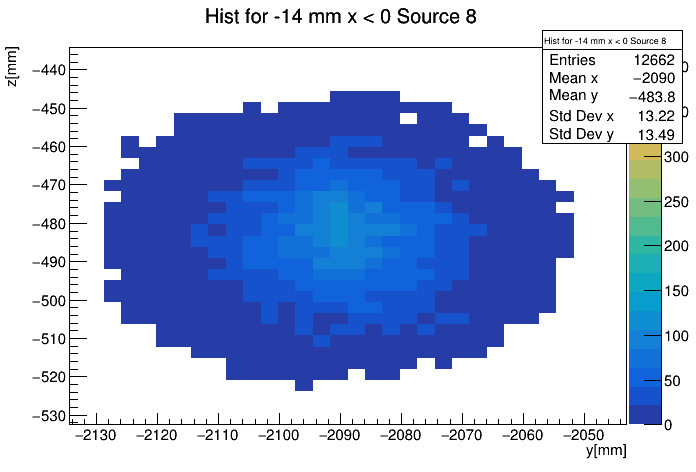 Hist for -14 mm x < 0 Source 8
z[mm]
Hist for -14 mm x < 0 Source 8
Entries 12662
Mean x −2090
Mean y −483.8
Std Dev x 13.22
Std Dev y 13.49
−440
−450
−460
−470
−480
−490
−500
−510
−520
−530
300
250
200
150
100
50
0
−2130 −2120 −2110 −2100 −2090 −2080 −2070 −2060 −2050
y[mm]